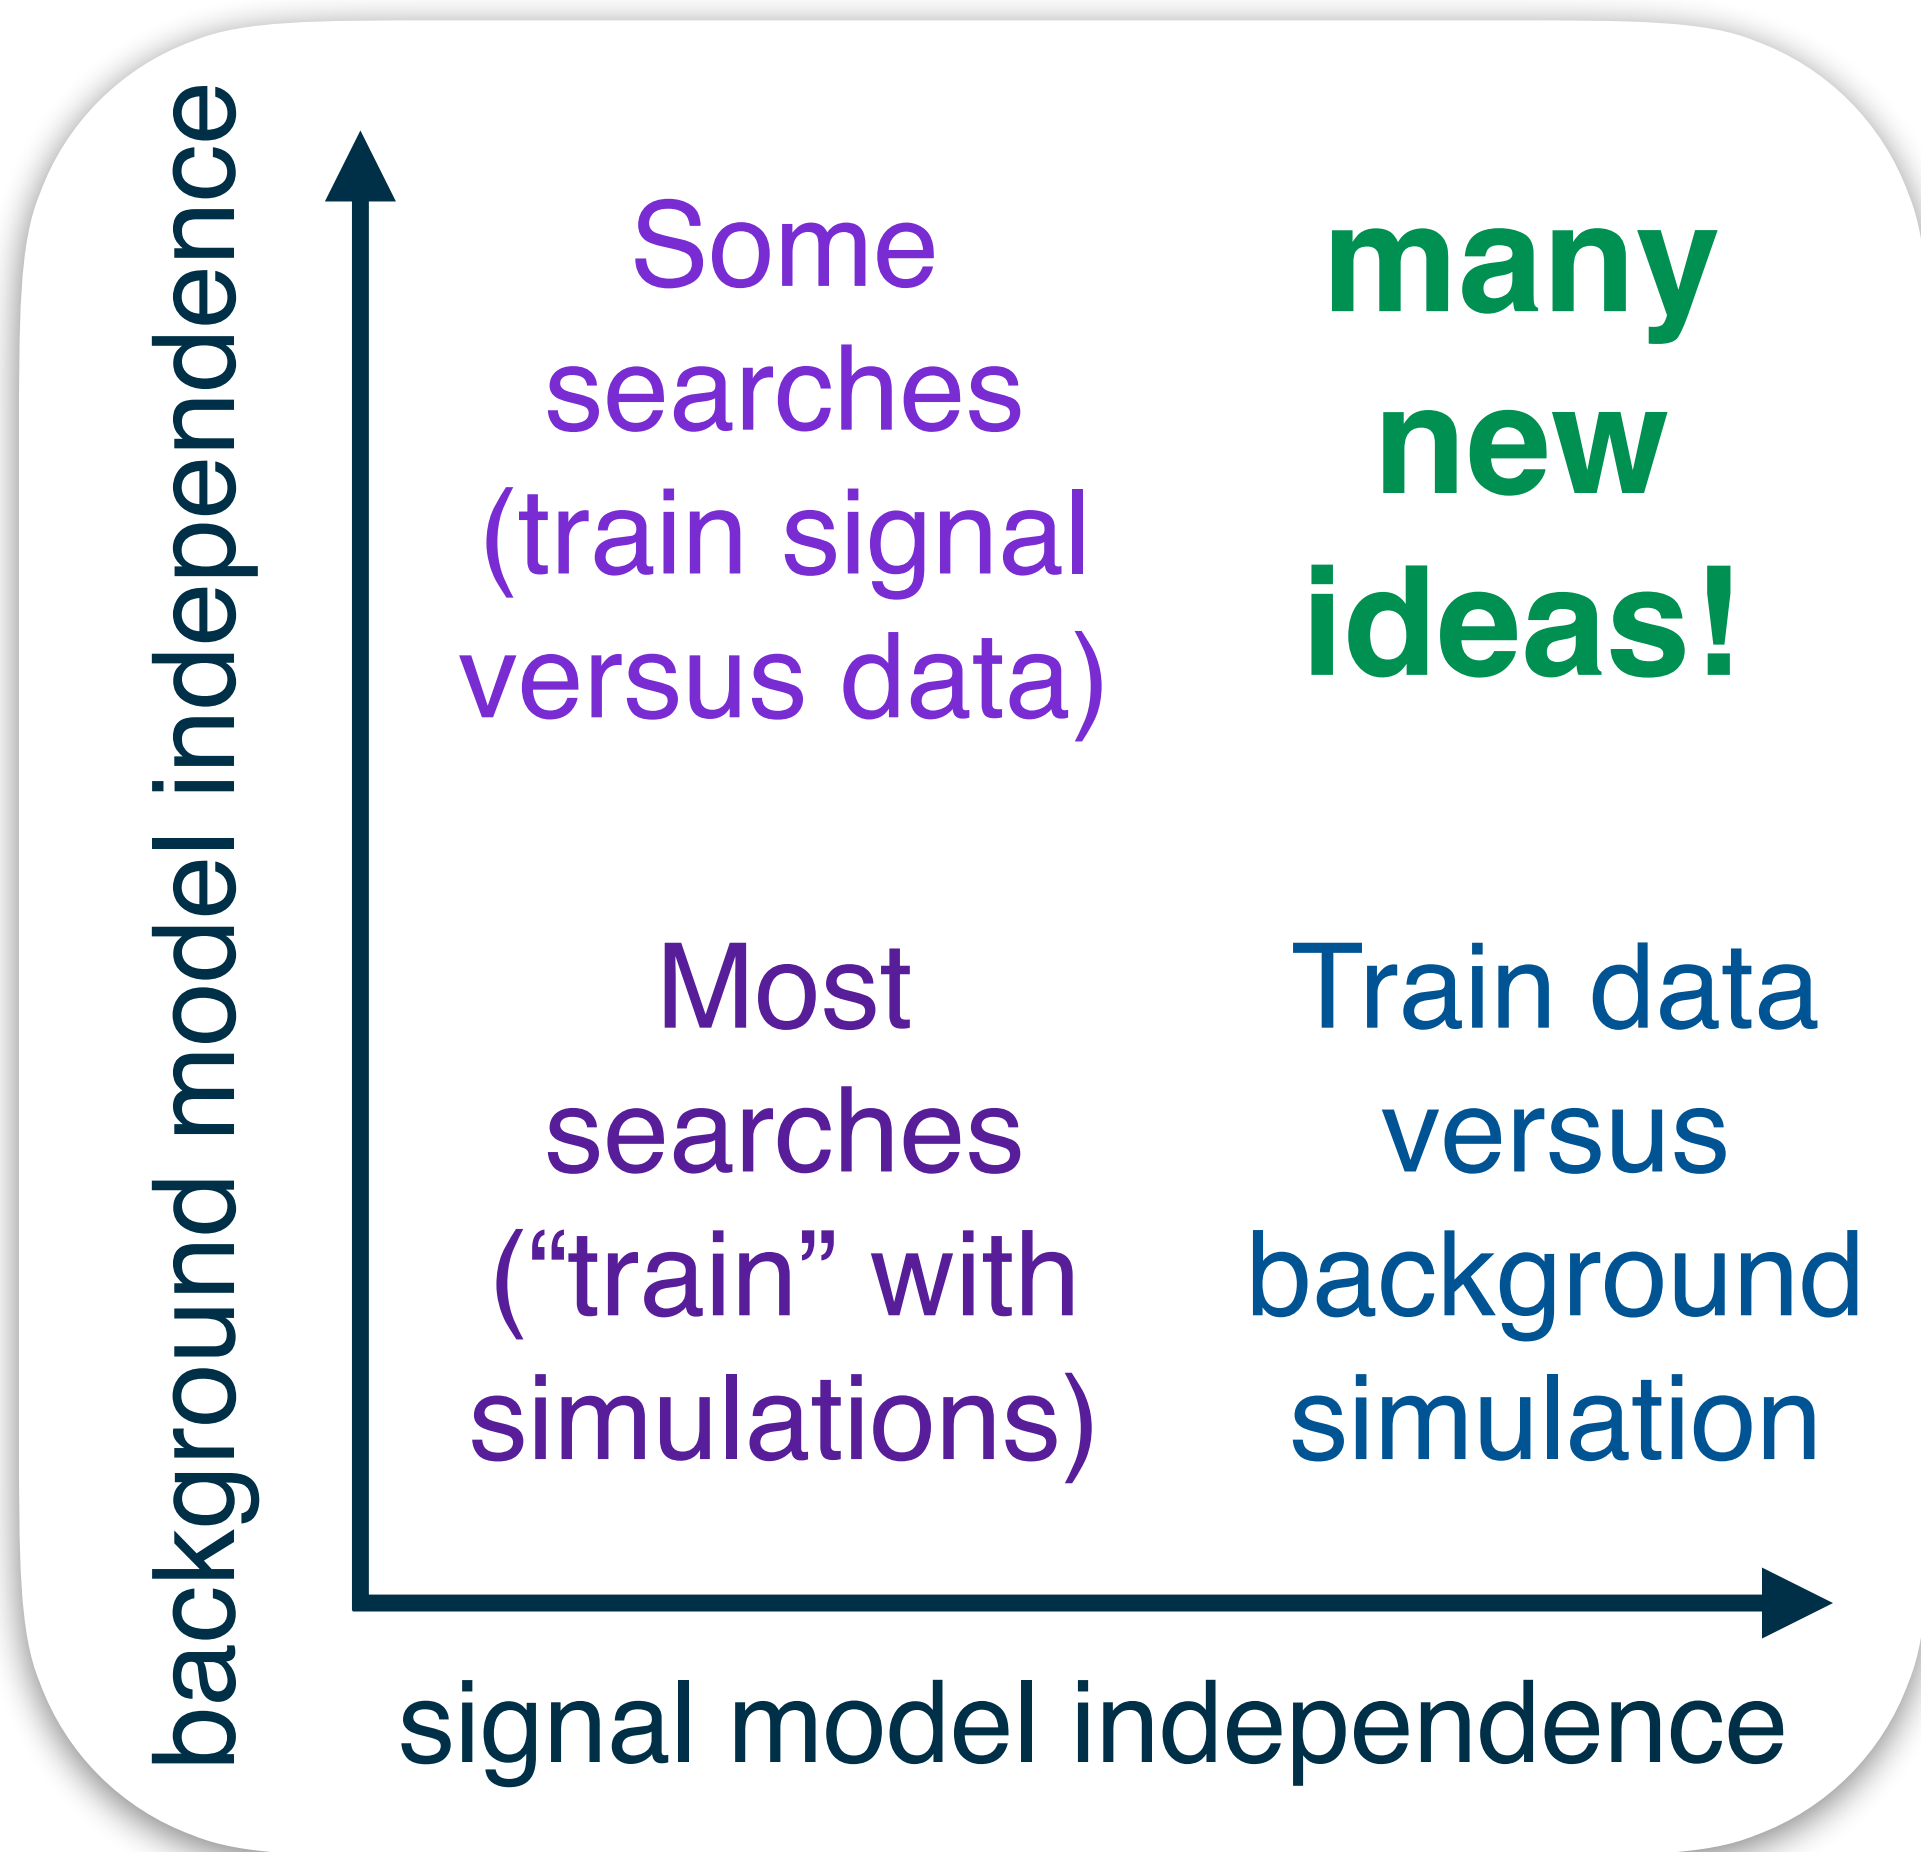 background model independence
Some
searches
(train signal
versus data)
many
new
ideas!
Most
searches
(“train” with
simulations)
Train data
versus
background
simulation
signal model independence